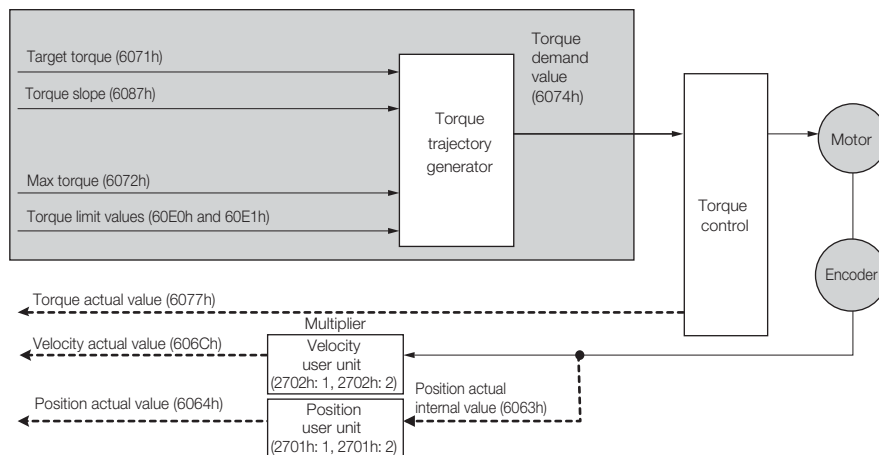 Target torque (6071h)
Torque slope (6087h)
Max torque (6072h)
Torque limit values (60E0h and 60E1h)
Torque
trajectory
generator
Torque
demand
value
(6074h)
Torque
control
Motor
Encoder
Torque actual value (6077h)
Multiplier
Velocity actual value (606Ch)
Velocity
user unit
(2702h: 1, 2702h: 2)
Position actual value (6064h)
Position
user unit
(2701h: 1, 2701h: 2)
Position actual
internal value (6063h)